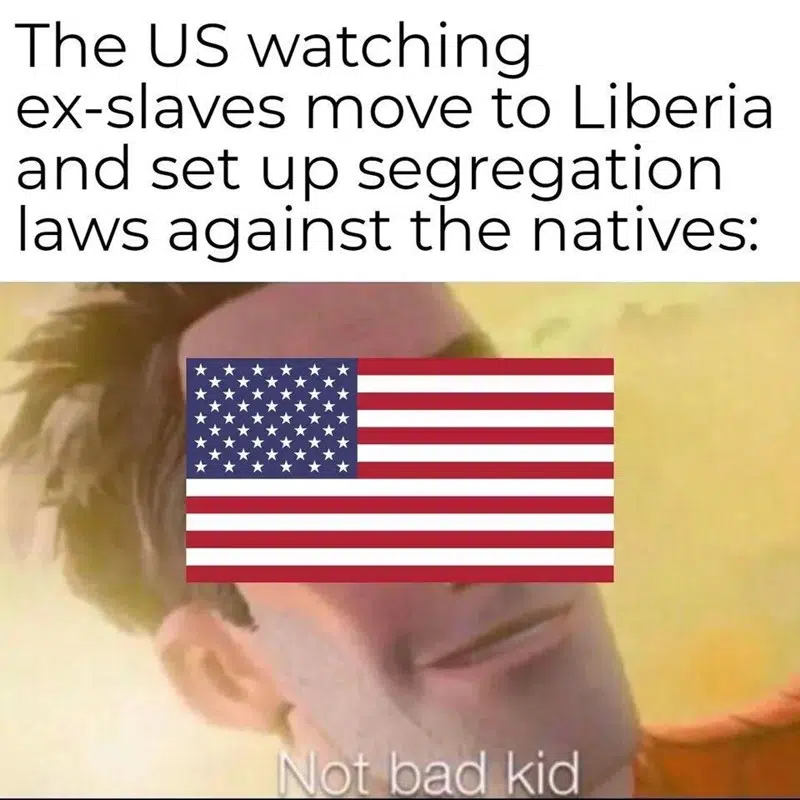 The US watching
ex-slaves move to Liberia
and set up segregation
laws against the natives:
Not bad kid